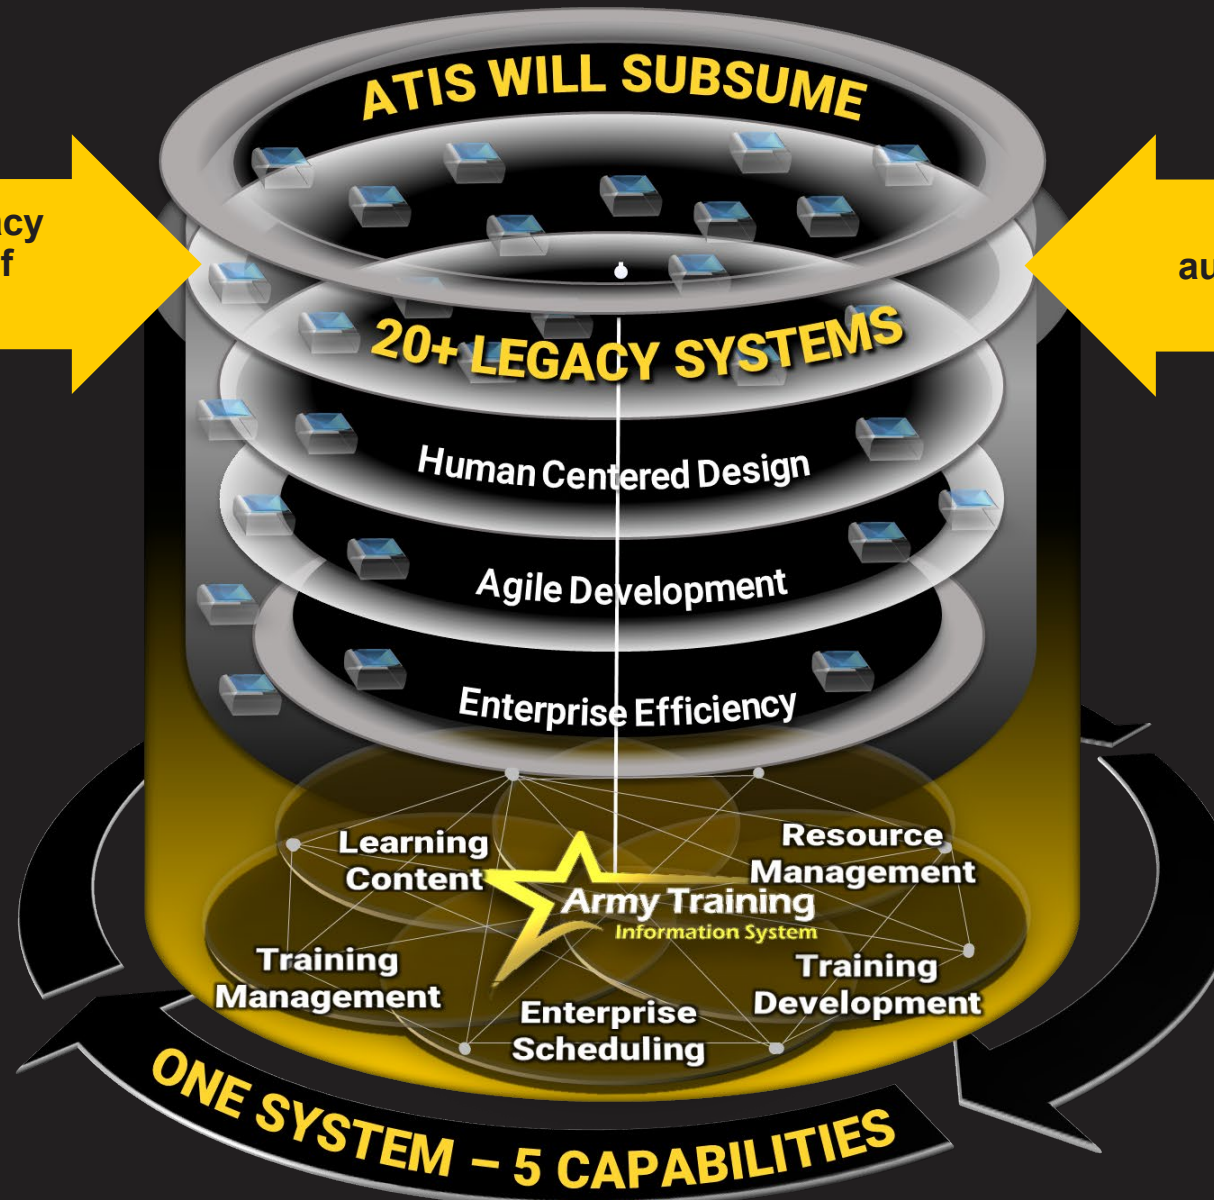 ATIS WILL SUBSUME
20+ LEGACY SYSTEMS
Human Centered Design
Agile Development
Enterprise Efficiency
Learning
Content
Resource
Management
Army Training
Information System
Training
Management
Training
Development
Enterprise
Scheduling
ONE SYSTEM – 5 CAPABILITIES